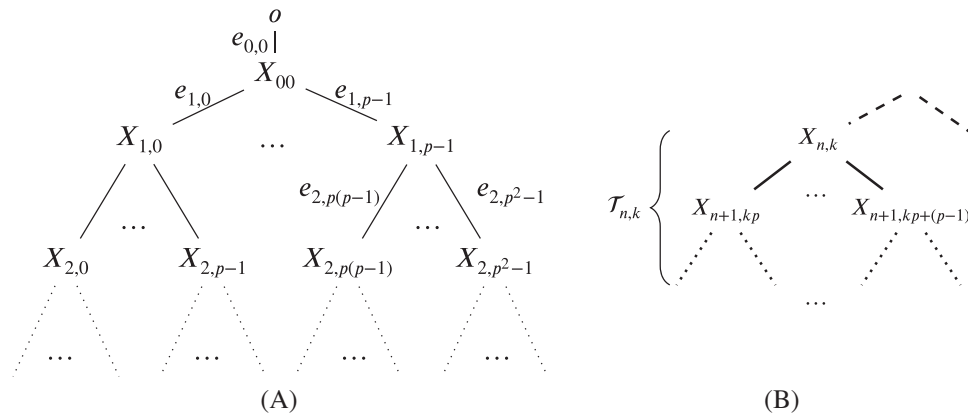 o
e_{0,0}
X_{00}
e_{1,0} e_{1,p−1}
X_{1,0} ... X_{1,p−1}
e_{2,p(p−1)} e_{2,p^2−1}
...  ...
X_{2,0} X_{2,p−1} X_{2,p(p−1)} X_{2,p^2−1}
... ... ... ...
(A)
X_{n,k}
𝒯_{n,k}
...
X_{n+1,kp} X_{n+1,kp+(p−1)}
...
(B)